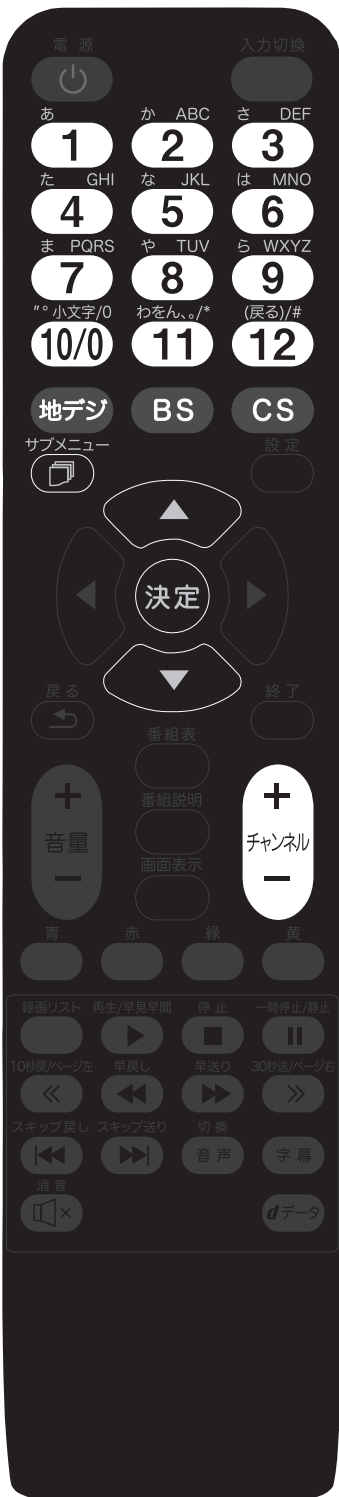 電源 入力切換
あ か ABC さ DEF
1 2 3
た GHI な JKL は MNO
4 5 6
ま PQRS や TUV ら WXYZ
7 8 9
"° 小文字/0 わをん、。/* (戻る)/#
10/0 11 12
地デジ BS CS
サブメニュー 設定
決定
戻る 終了
番組表
+ 番組説明 +
音量 チャンネル
− 画面表示 −
青 赤 緑 黄
録画リスト 再生/早見早聞 停止 一時停止/静止
10秒戻/ページ左 早戻し 早送り 30秒送/ページ右
スキップ戻し スキップ送り 切換
音声 字幕
消音
dデータ